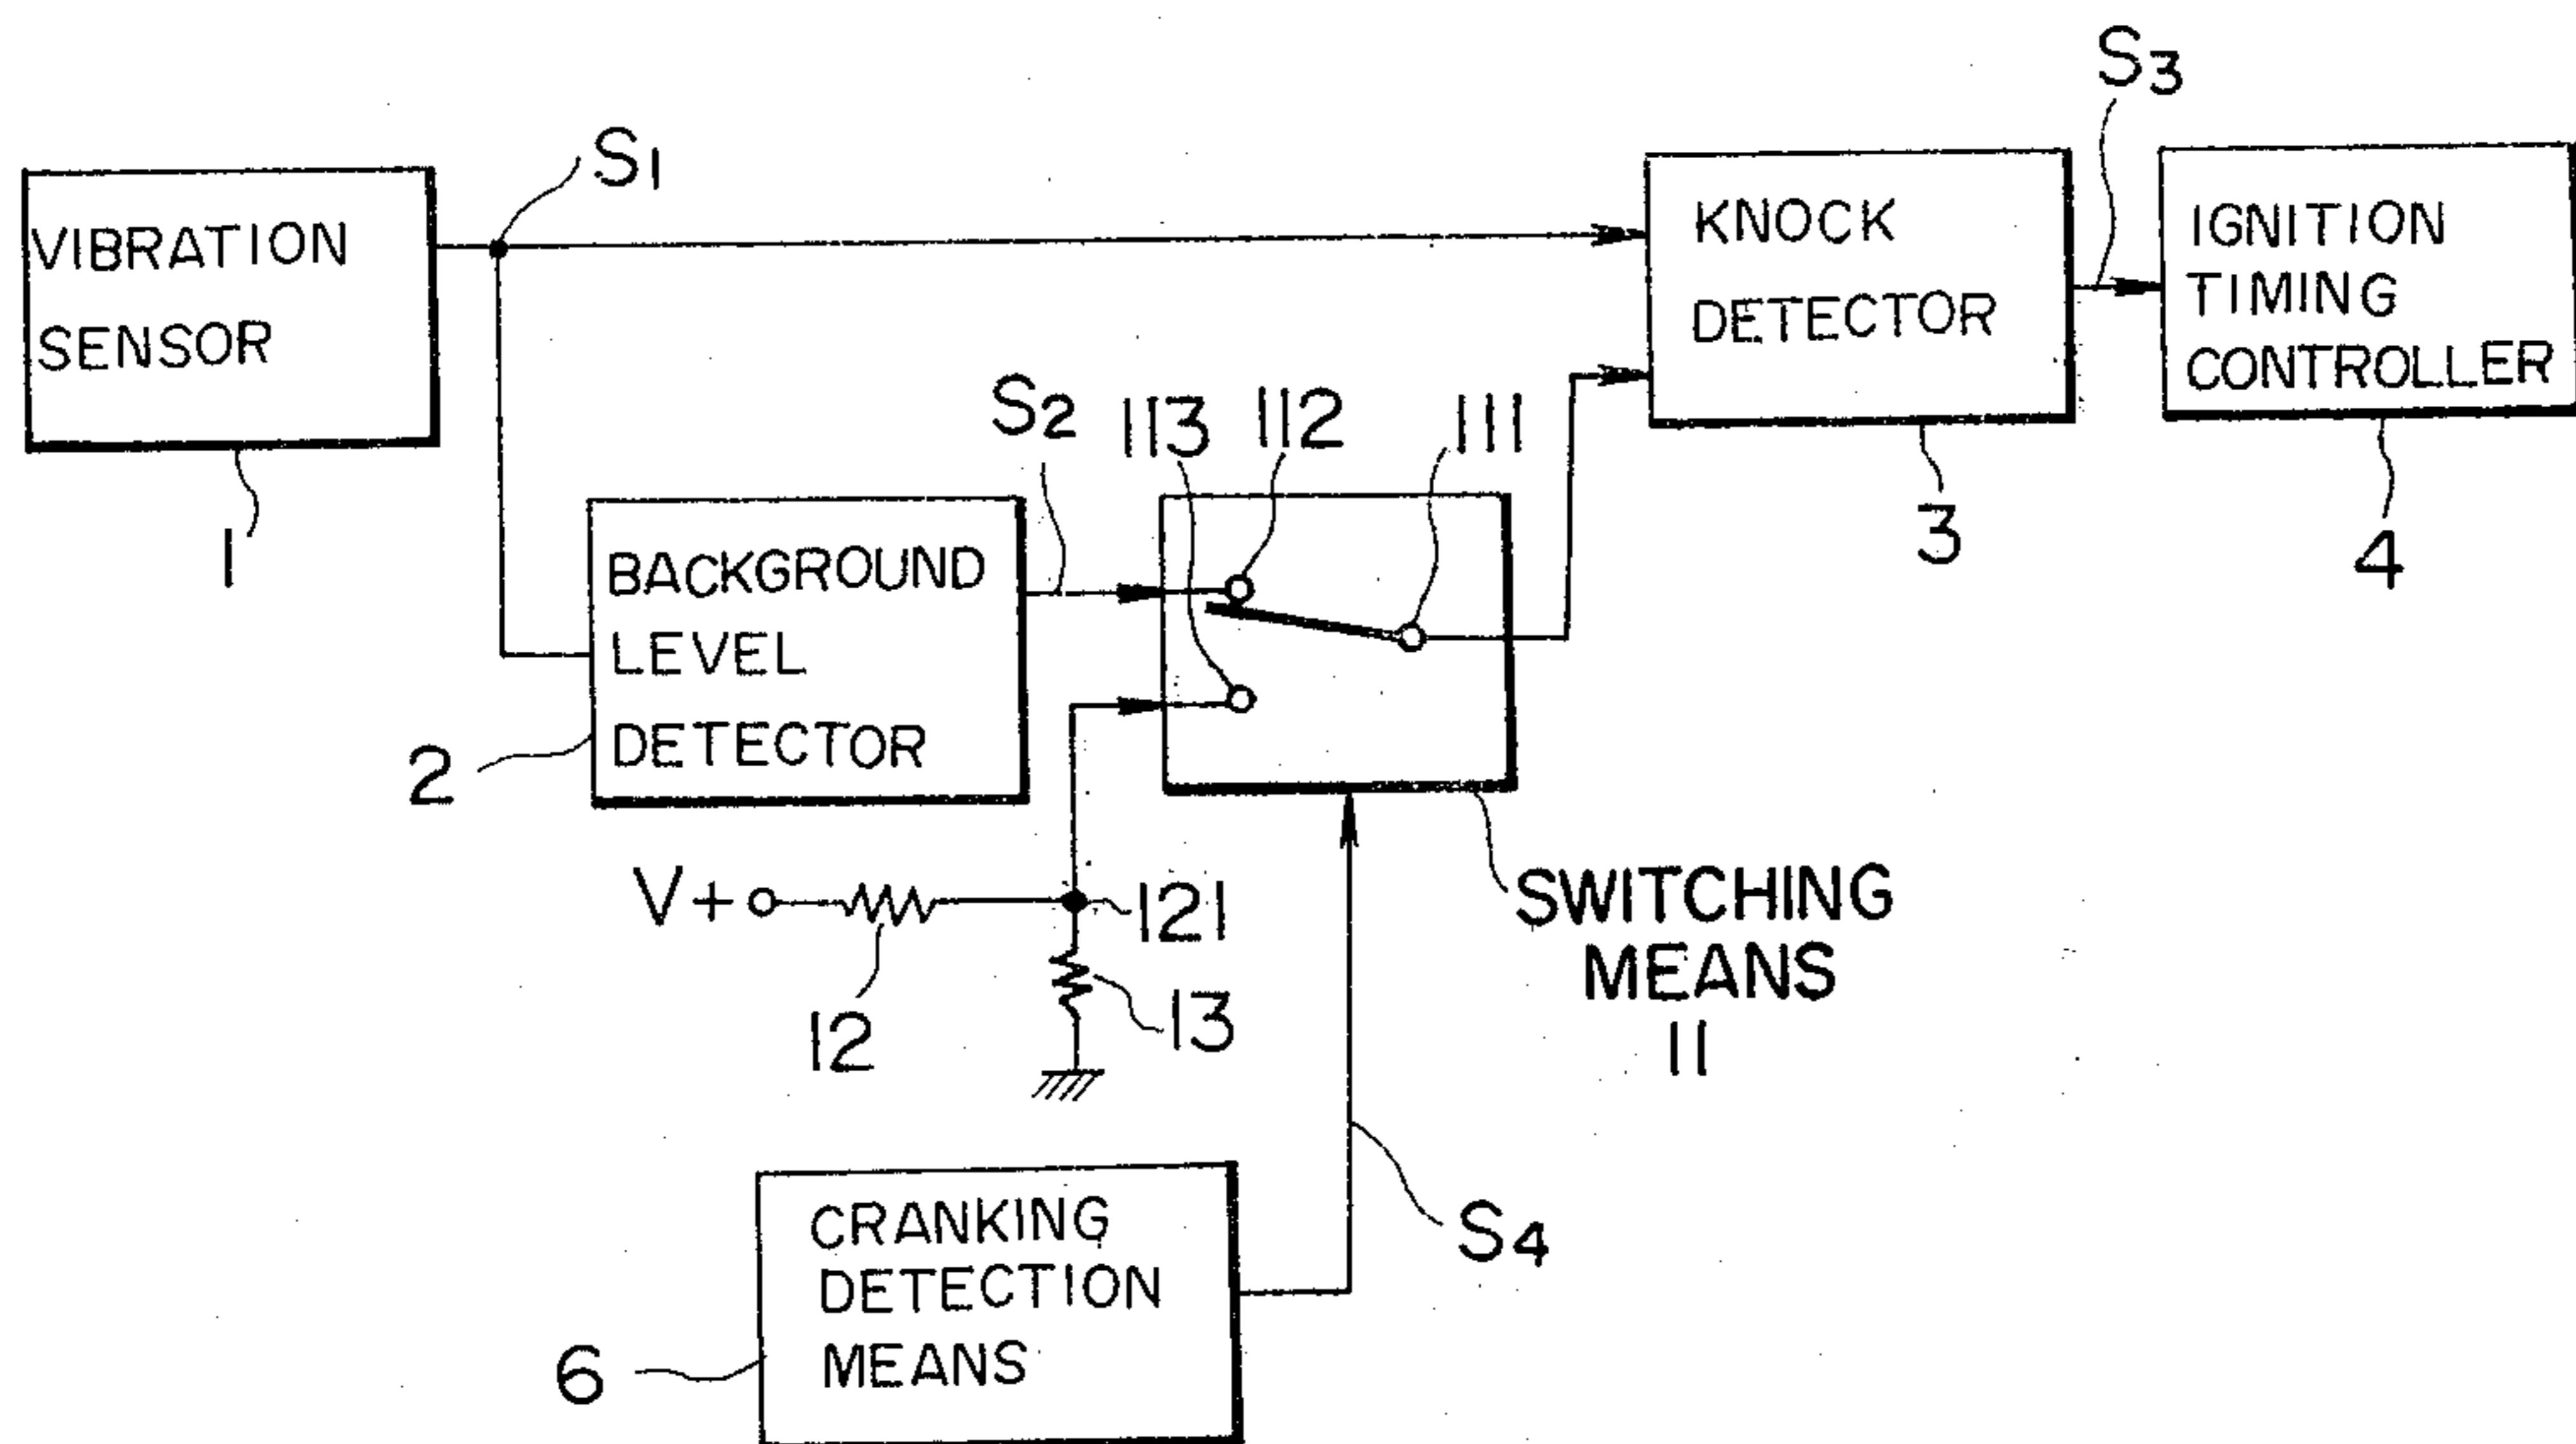 S3
S1
VIBRATION
SENSOR
KNOCK
DETECTOR
IGNITION
TIMING
CONTROLLER
S2
113
112
111
1
3
4
BACKGROUND
LEVEL
DETECTOR
2
V+
121
12
13
SWITCHING
MEANS
11
S4
CRANKING
DETECTION
MEANS
6